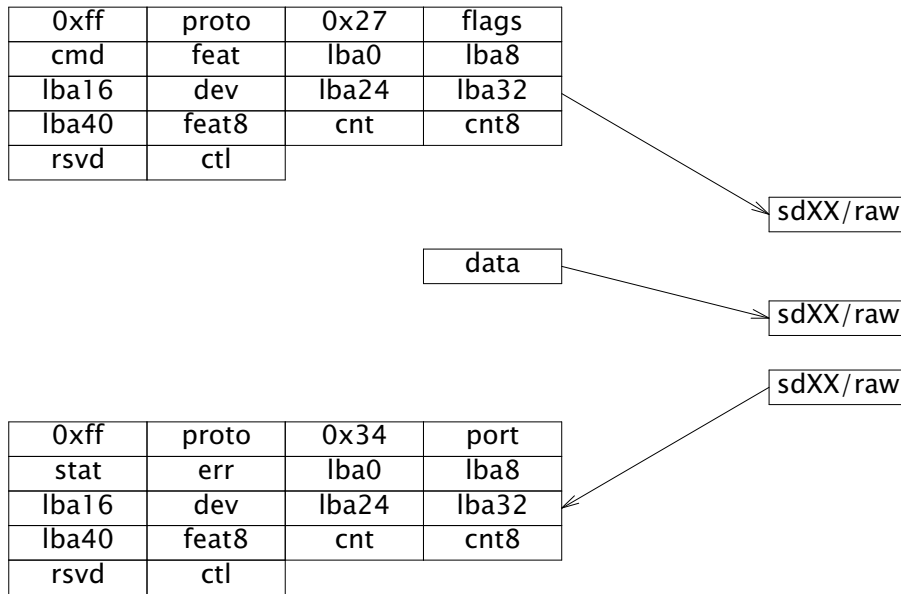 0xff proto 0x27 flags
cmd feat lba0 lba8
lba16 dev lba24 lba32
lba40 feat8 cnt cnt8
rsvd ctl
sdXX/raw
data
sdXX/raw
sdXX/raw
0xff proto 0x34 port
stat err lba0 lba8
lba16 dev lba24 lba32
lba40 feat8 cnt cnt8
rsvd ctl